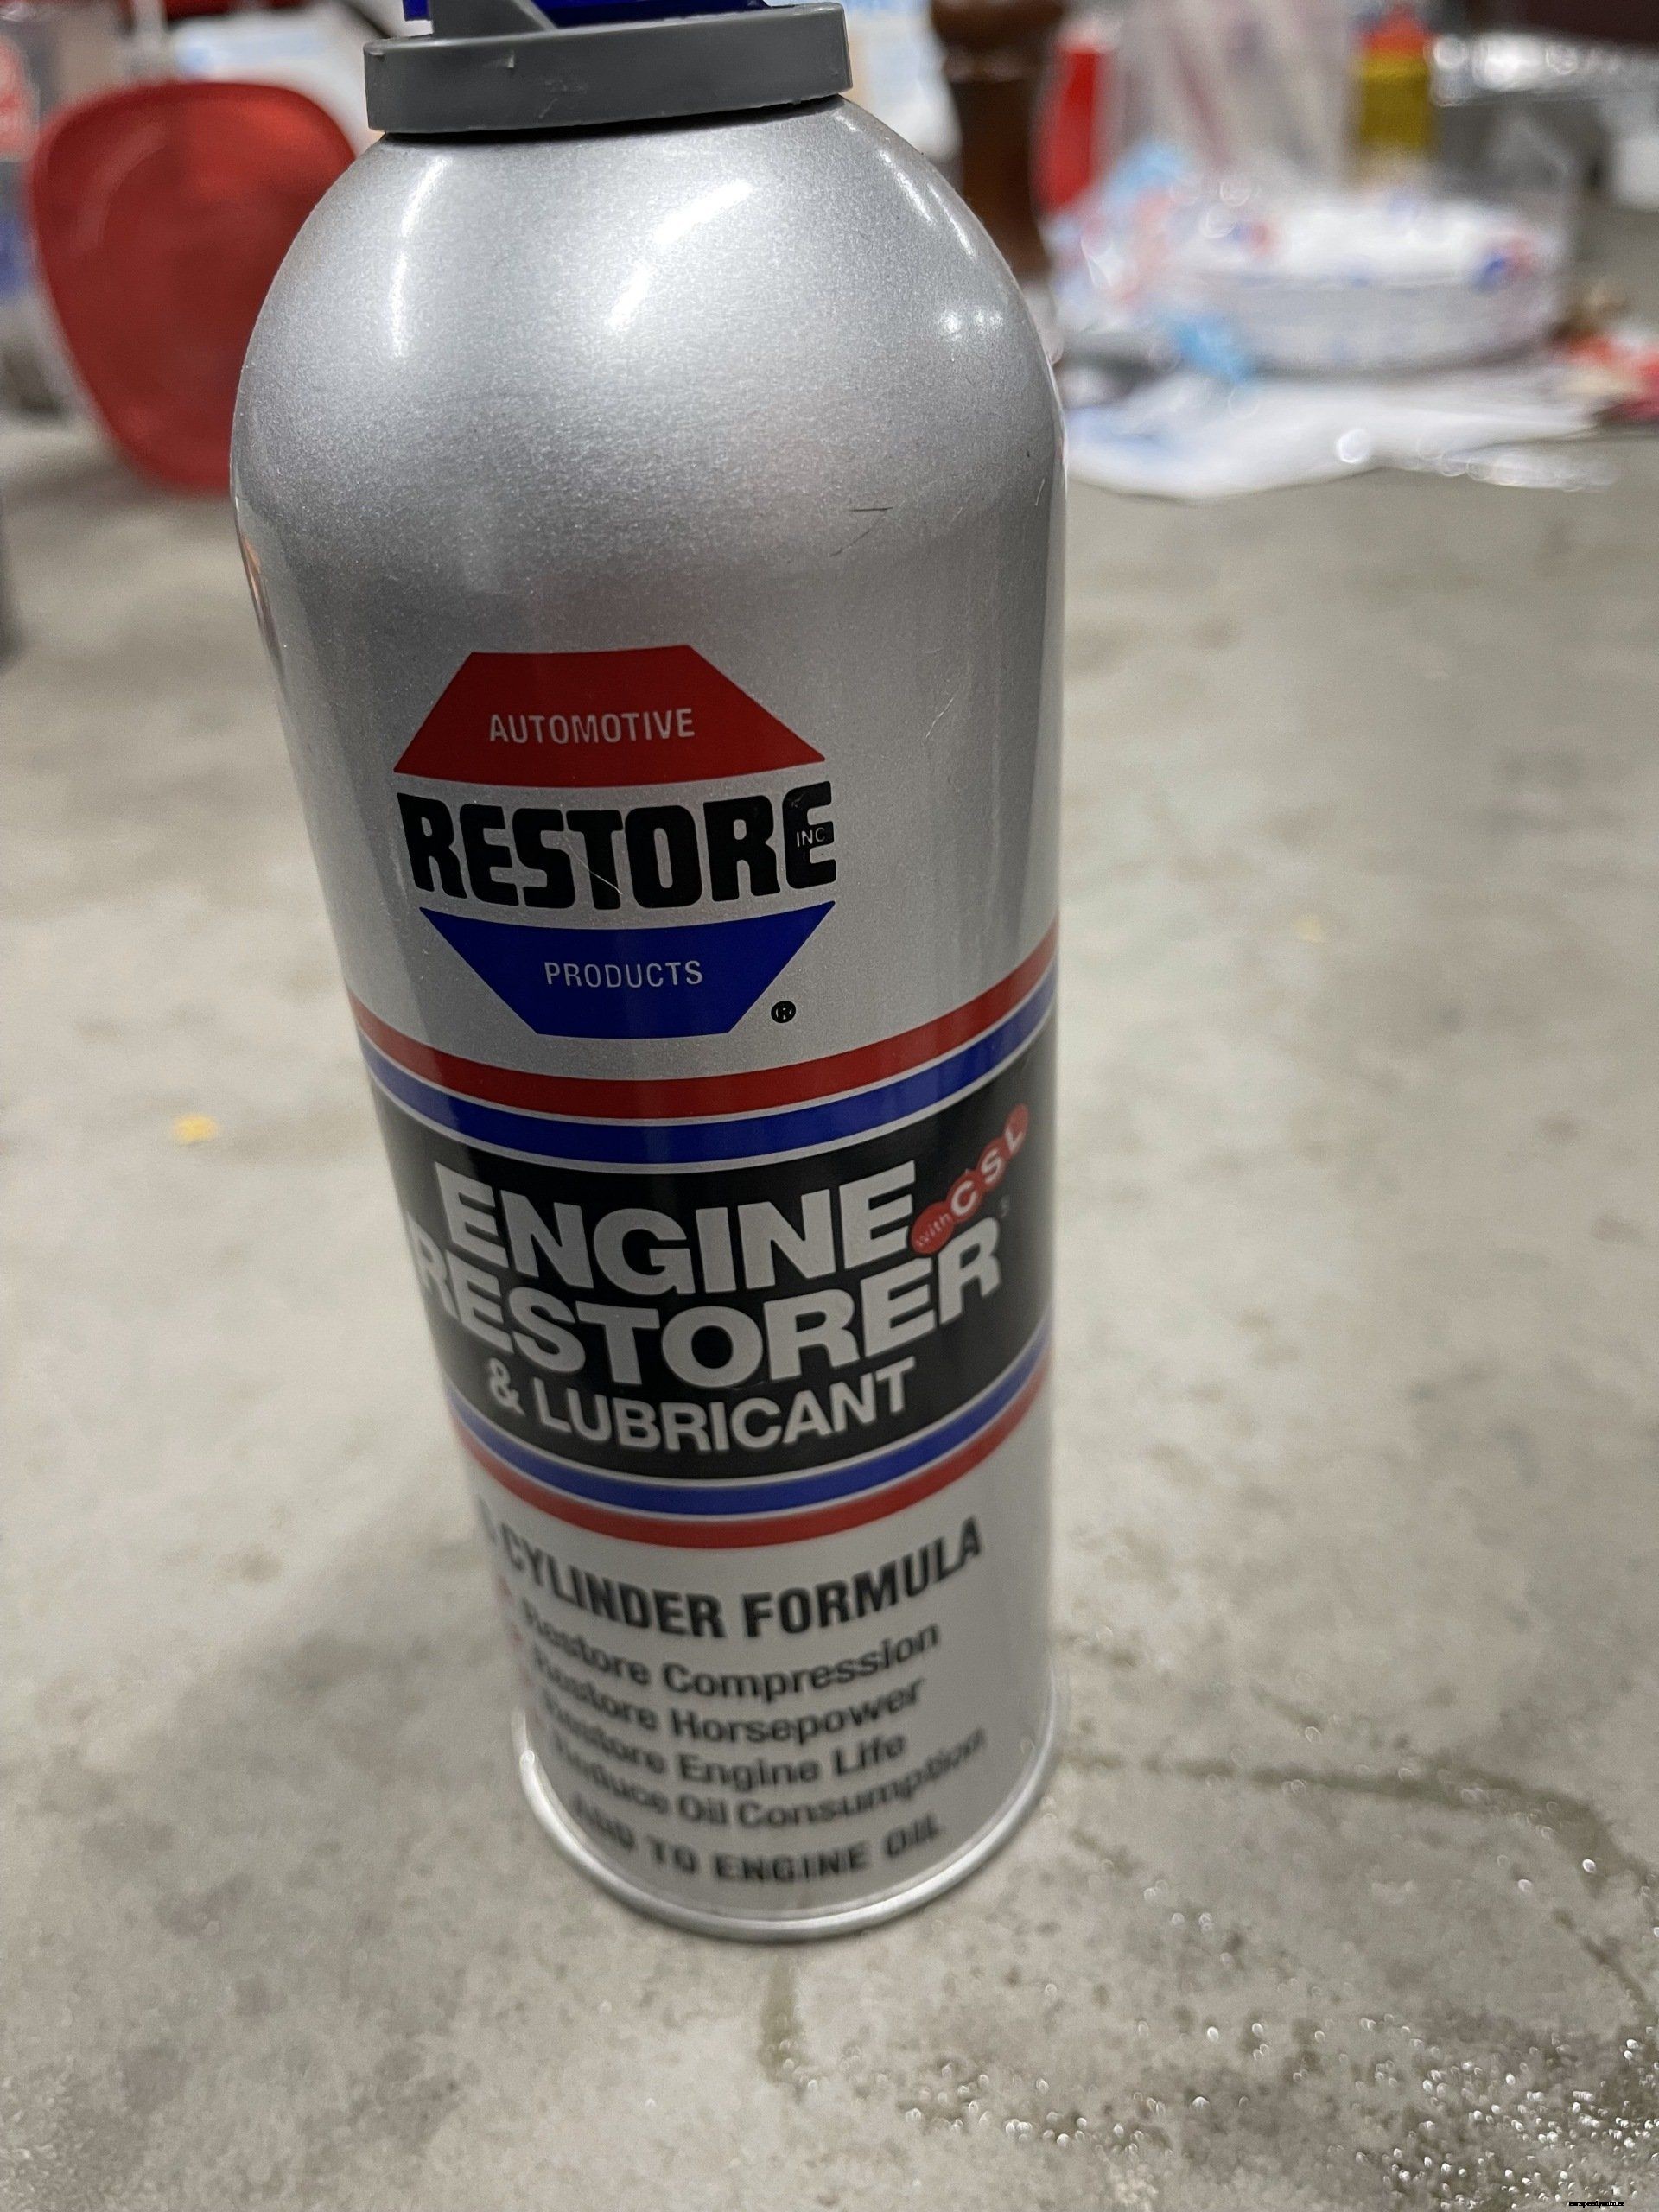 AUTOMOTIVE
RESTORE
INC
PRODUCTS
®
ENGINE
with CSL
RESTORER
& LUBRICANT
CYLINDER FORMULA
Restore Compression
Restore Horsepower
Restore Engine Life
Reduce Oil Consumption
ADD TO ENGINE OIL